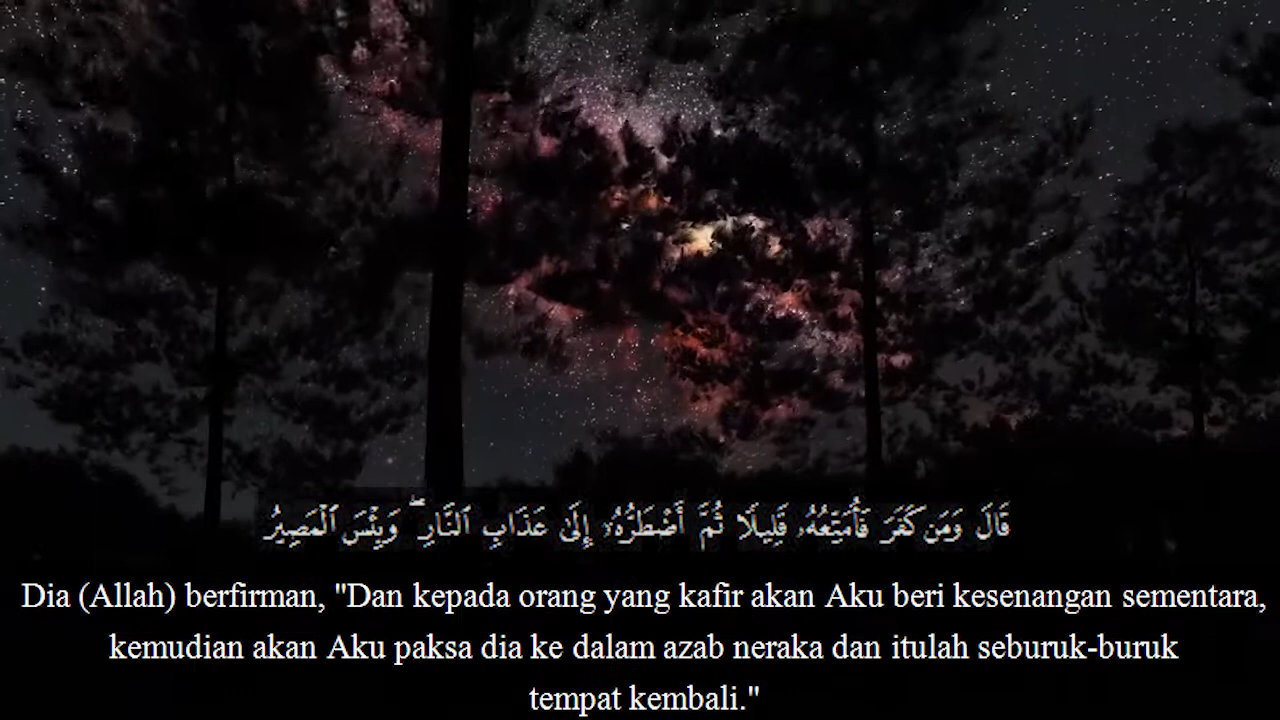 قَالَ وَمَن كَفَرَ فَأُمَتِّعُهُۥ قَلِيلًا ثُمَّ أَضْطَرُّهُۥٓ إِلَىٰ عَذَابِ ٱلنَّارِ ۖ وَبِئْسَ ٱلْمَصِيرُ
Dia (Allah) berfirman, "Dan kepada orang yang kafir akan Aku beri kesenangan sementara,
kemudian akan Aku paksa dia ke dalam azab neraka dan itulah seburuk-buruk
tempat kembali."